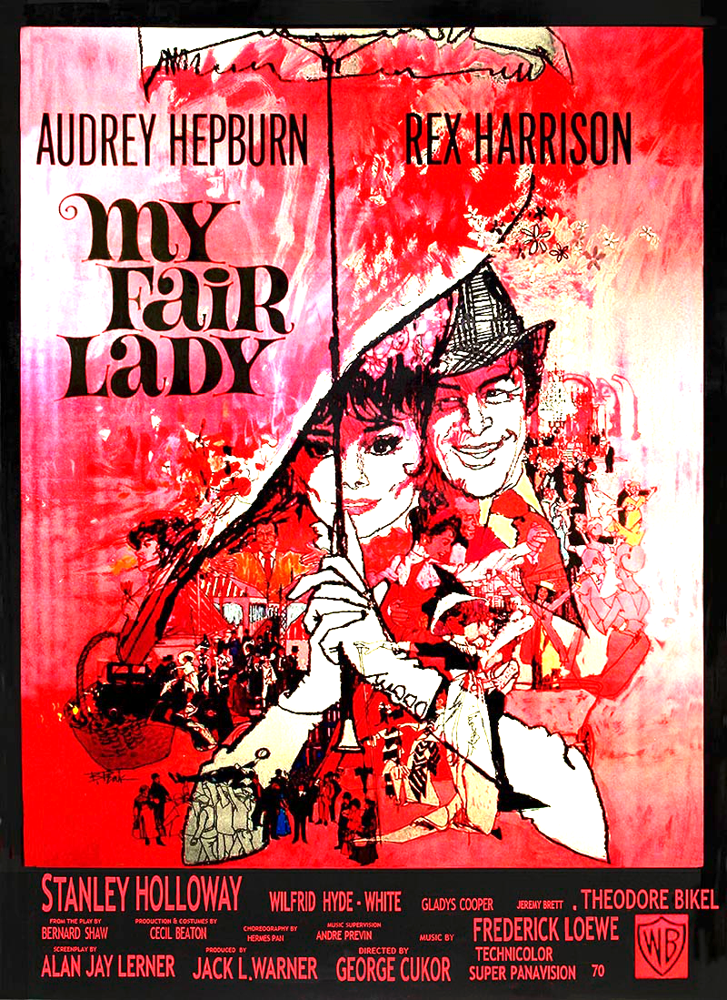 AUDREY HEPBURN REX HARRISON
MY
FAIR
LADY
STANLEY HOLLOWAY WILFRID HYDE-WHITE GLADYS COOPER JEREMY BRETT . THEODORE BIKEL
FROM THE PLAY BY
BERNARD SHAW
PRODUCTION & COSTUMES BY
CECIL BEATON
CHOREOGRAPHY BY
HERMES PAN
MUSIC SUPERVISION
ANDRE PREVIN
MUSIC BY FREDERICK LOEWE
SCREENPLAY BY
ALAN JAY LERNER
PRODUCED BY
JACK L. WARNER
DIRECTED BY
GEORGE CUKOR
TECHNICOLOR
SUPER PANAVISION 70
WB